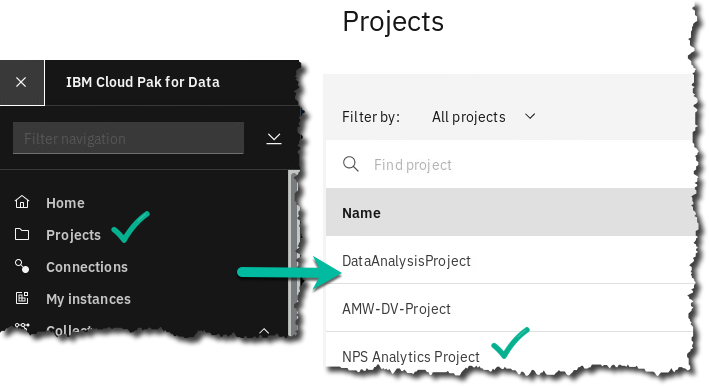 Projects
IBM Cloud Pak for Data
Filter navigation
Home
Projects
Connections
My instances
Collect
Filter by: All projects
Find project
Name
DataAnalysisProject
AMW-DV-Project
NPS Analytics Project